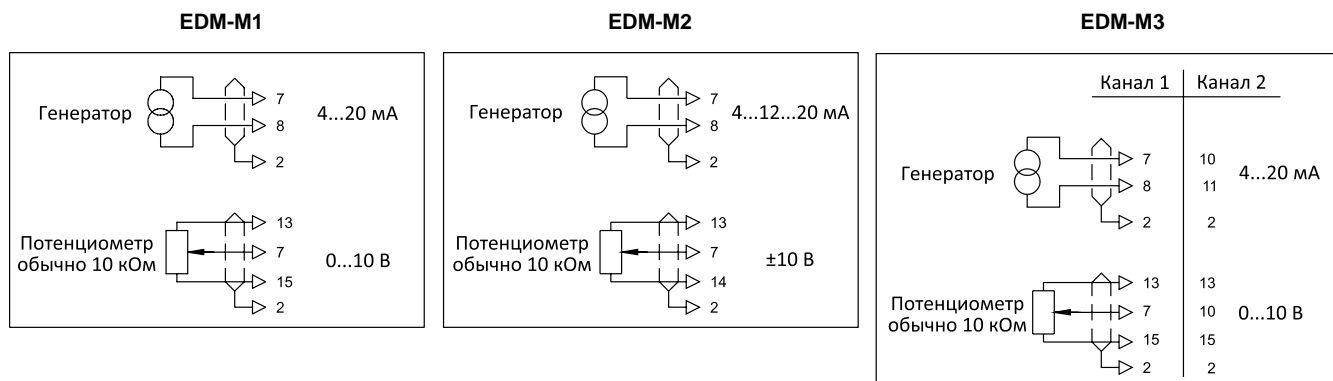 EDM-M1
Генератор
7
8
2
4...20 мА
Потенциометр
обычно 10 кОм
13
7
15
2
0...10 В
EDM-M2
Генератор
7
8
2
4...12...20 мА
Потенциометр
обычно 10 кОм
13
7
14
2
±10 В
EDM-M3
Канал 1 Канал 2
Генератор
7 10
8 11
2 2
4...20 мА
Потенциометр
обычно 10 кОм
13 13
7 10
15 15
2 2
0...10 В